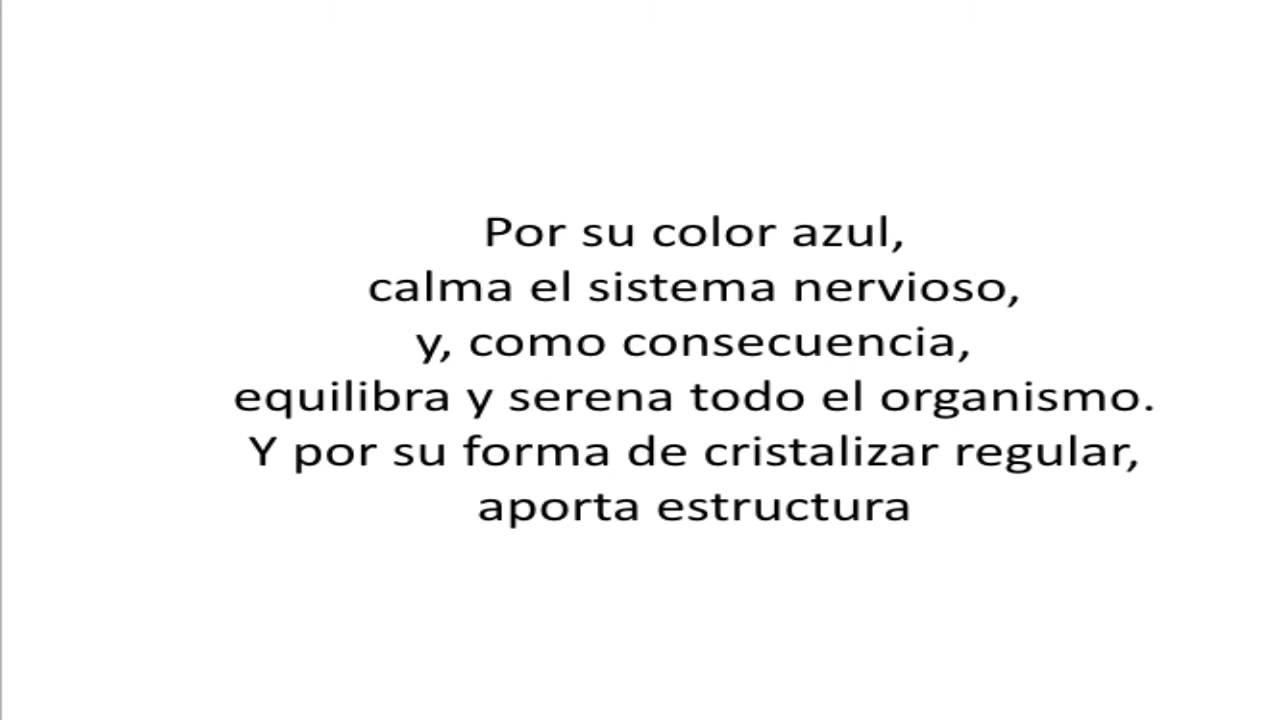 Por su color azul,
calma el sistema nervioso,
y, como consecuencia,
equilibra y serena todo el organismo.
Y por su forma de cristalizar regular,
aporta estructura